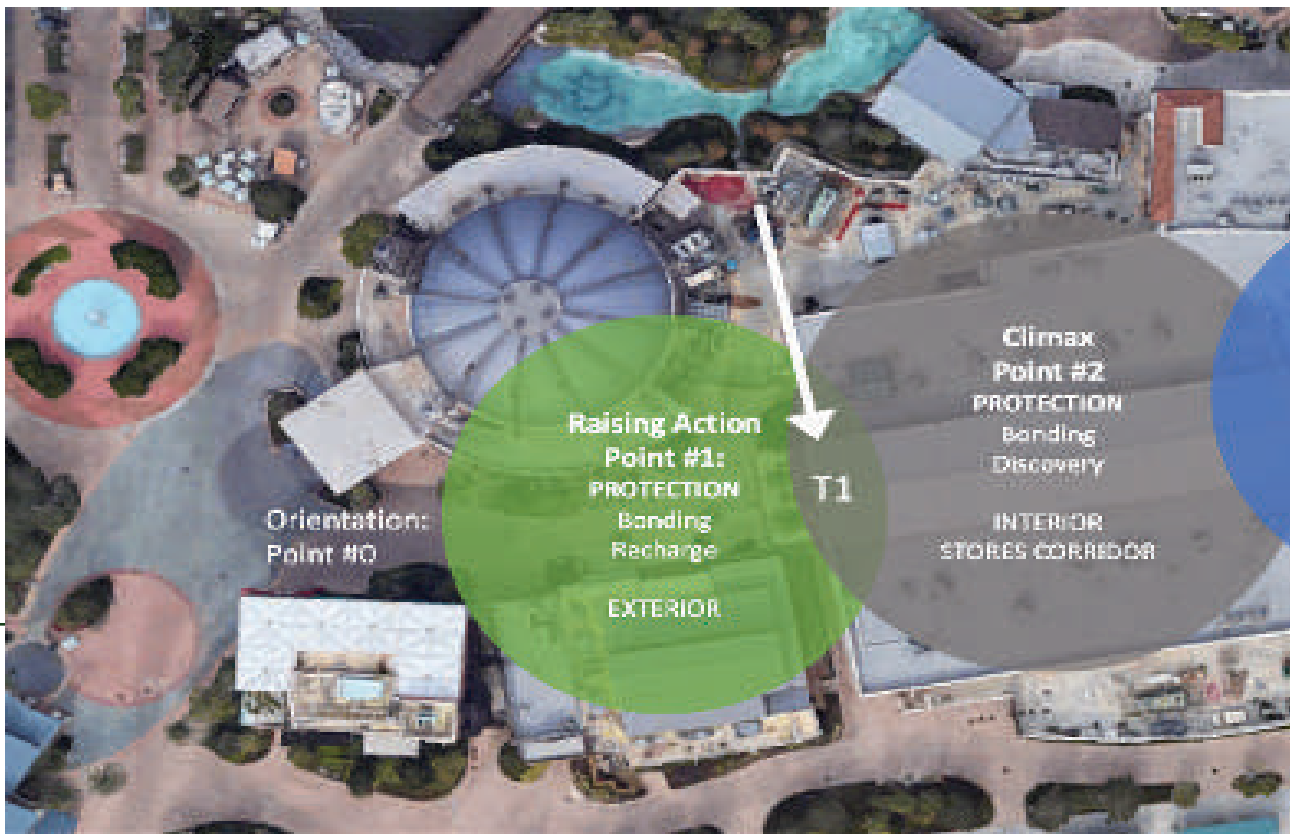 Orientation:
Point #0
Raising Action
Point #1:
PROTECTION
Bonding
Recharge
EXTERIOR
T1
Climax
Point #2
PROTECTION
Bonding
Discovery
INTERIOR
STORES CORRIDOR